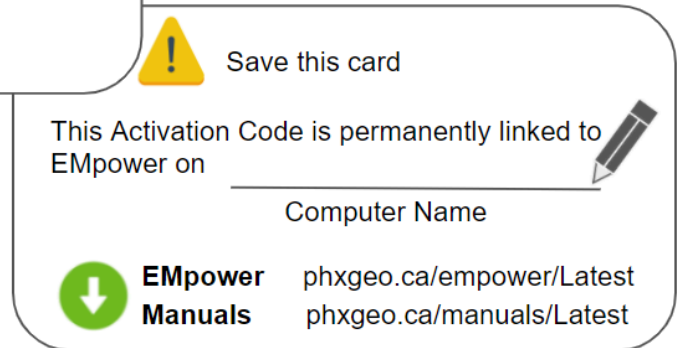 Save this card
This Activation Code is permanently linked to
EMpower on
Computer Name
EMpower phxgeo.ca/empower/Latest
Manuals phxgeo.ca/manuals/Latest